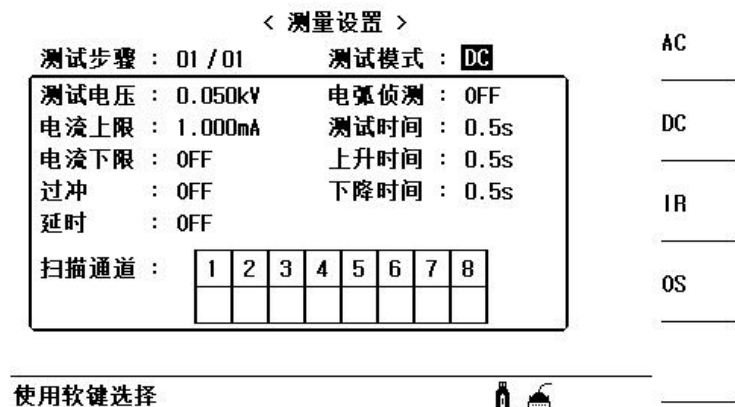 < 测量设置 >
测试步骤 : 01 / 01 测试模式 : DC
测试电压 : 0.050kV 电弧侦测 : OFF
电流上限 : 1.000mA 测试时间 : 0.5s
电流下限 : OFF 上升时间 : 0.5s
过冲 : OFF 下降时间 : 0.5s
延时 : OFF
扫描通道 : 1 2 3 4 5 6 7 8
使用软键选择
AC
DC
IR
OS